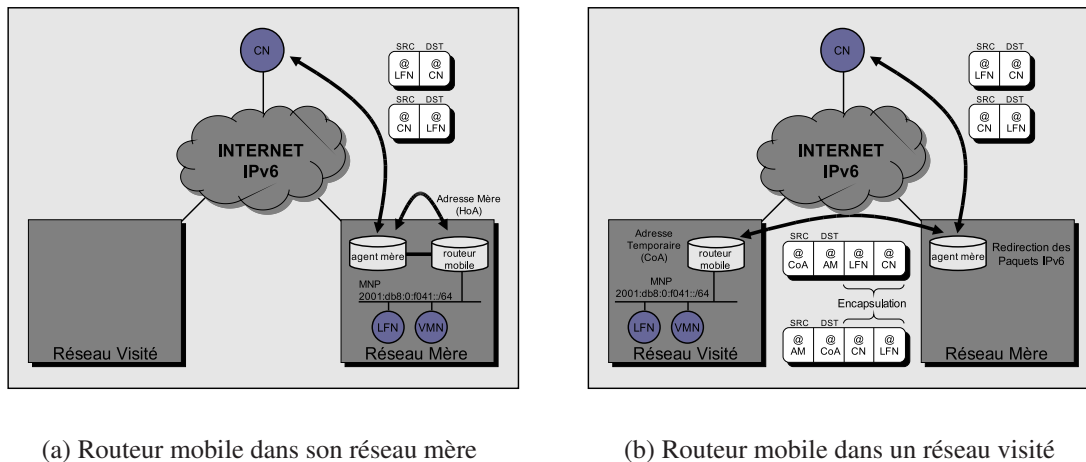 CN
SRC DST
@ LFN @ CN
SRC DST
@ CN @ LFN
INTERNET
IPv6
Adresse Mère
(HoA)
agent mère
routeur
mobile
MNP
2001:db8:0:f041::/64
LFN VMN
Réseau Visité
Réseau Mère
(a) Routeur mobile dans son réseau mère
CN
SRC DST
@ LFN @ CN
SRC DST
@ CN @ LFN
INTERNET
IPv6
Adresse
Temporaire
(CoA)
routeur
mobile
MNP
2001:db8:0:f041::/64
LFN VMN
Réseau Visité
SRC DST
@ CoA @ AM @ LFN @ CN
Encapsulation
SRC DST
@ AM @ CoA @ CN @ LFN
agent mère
Redirection des
Paquets IPv6
Réseau Mère
(b) Routeur mobile dans un réseau visité